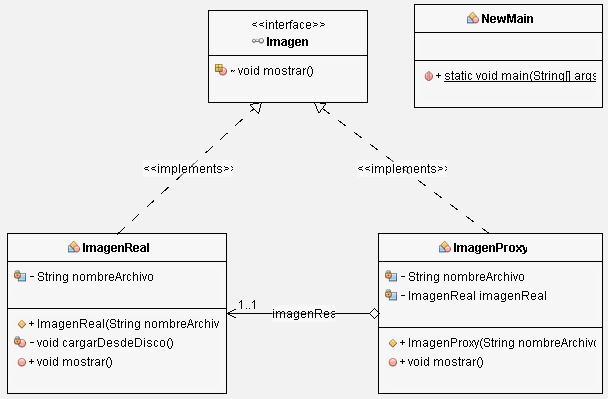 <<interface>>
Imagen
~ void mostrar()
NewMain
+ static void main(String[] args
<<implements>>
<<implements>>
ImagenReal
- String nombreArchivo
+ ImagenReal(String nombreArchiv
- void cargarDesdeDisco()
+ void mostrar()
1..1
imagenRea
ImagenProxy
- String nombreArchivo
- ImagenReal imagenReal
+ ImagenProxy(String nombreArchivo
+ void mostrar()